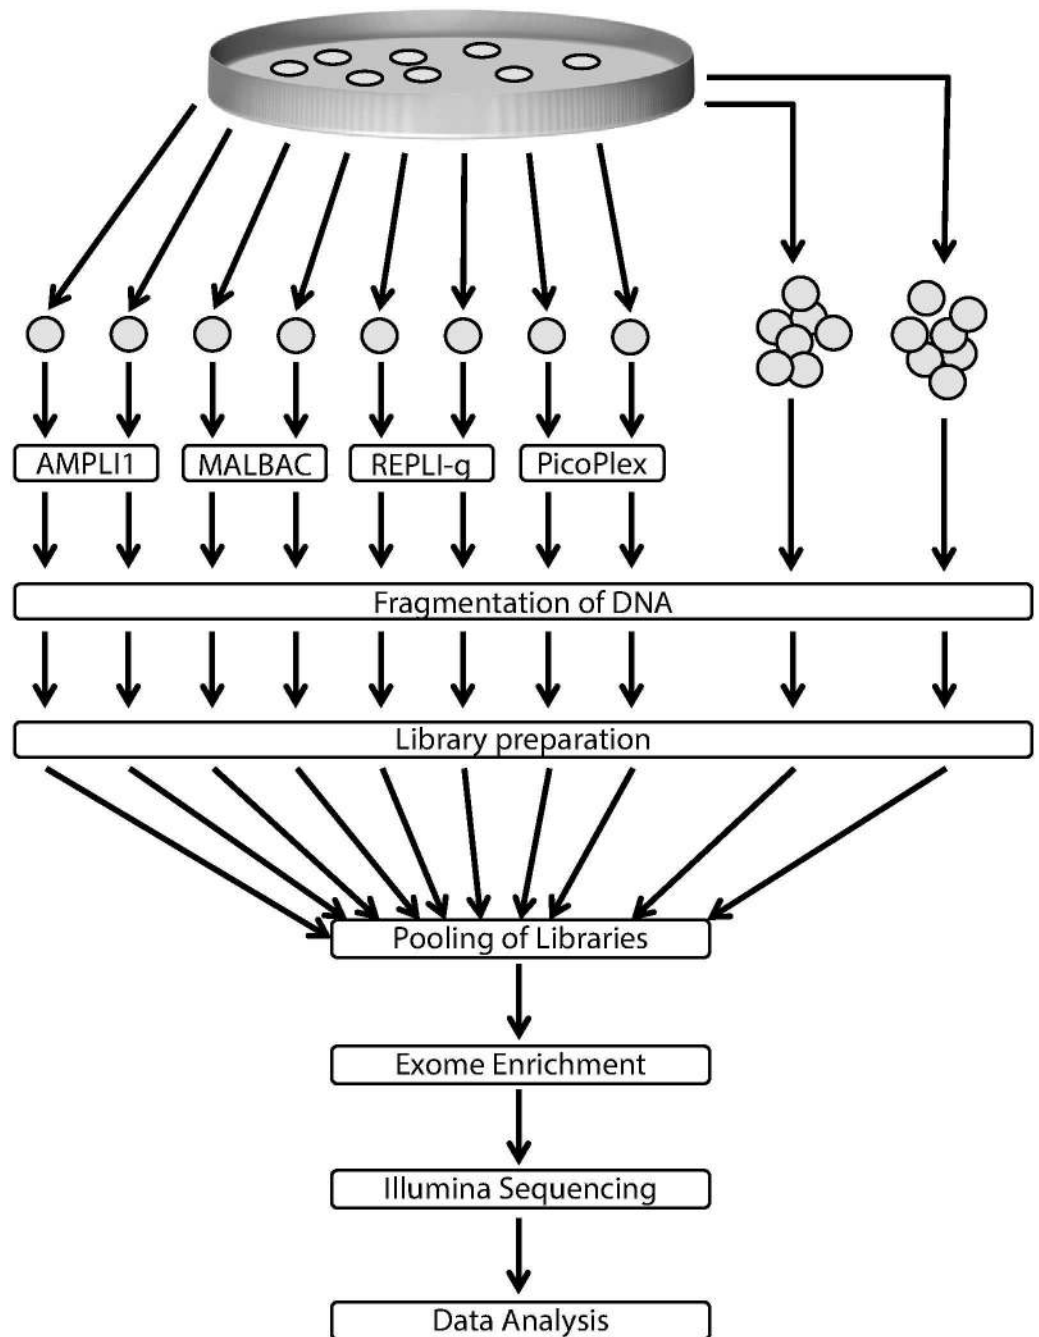 AMPLI1
MALBAC
REPLI-g
PicoPlex
Fragmentation of DNA
Library preparation
Pooling of Libraries
Exome Enrichment
Illumina Sequencing
Data Analysis